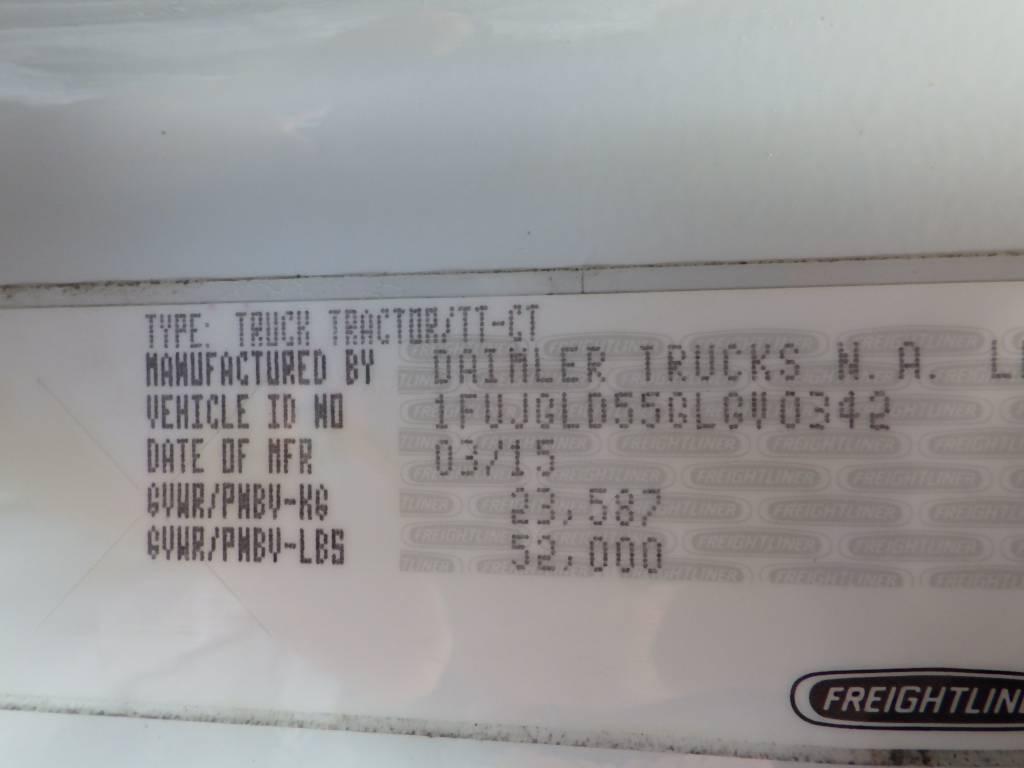 TYPE: TRUCK TRACTOR/TT-CT
MANUFACTURED BY DAIMLER TRUCKS N. A.
VEHICLE ID NO 1FUJGLD55GLGV0342
DATE OF MFR 03/15
GVWR/PNBV-KG 23,587
GVWR/PNBV-LBS 52,000
FREIGHTLINE